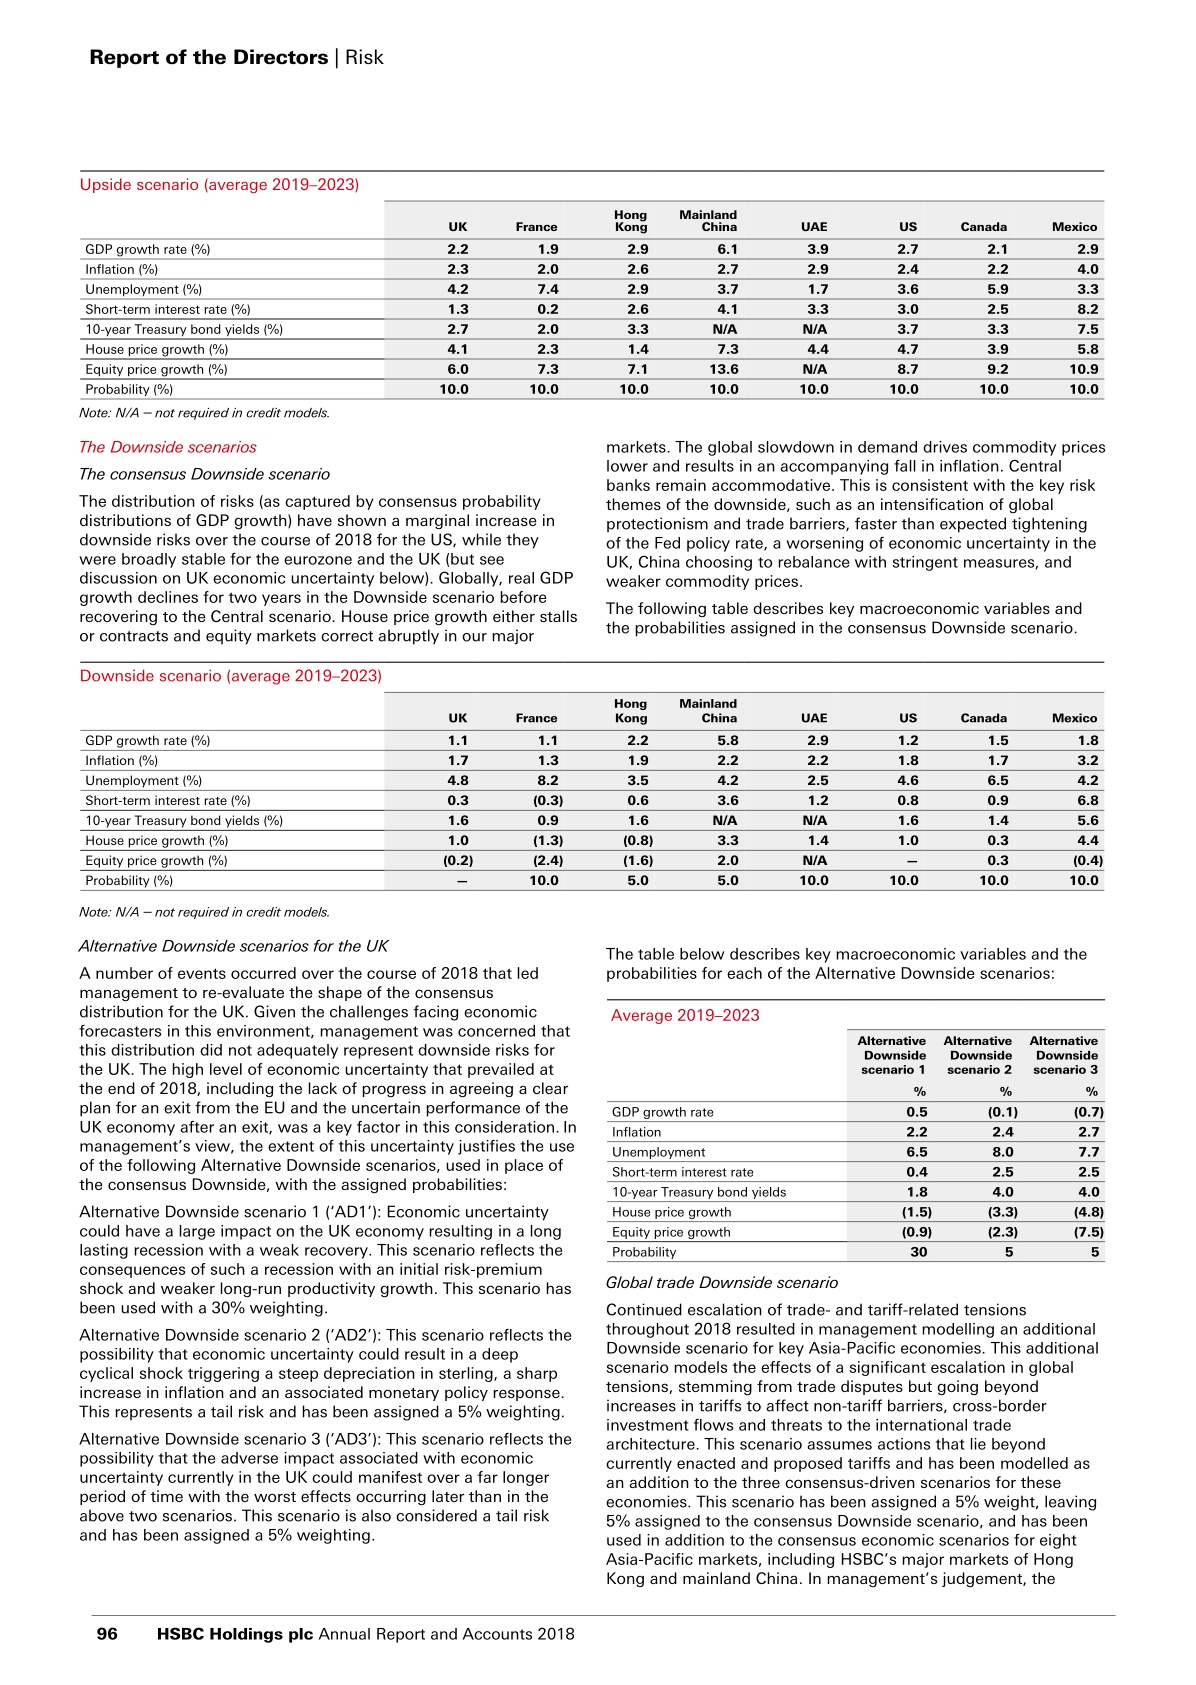 Report of the Directors | Risk
Upside scenario (average 2019–2023)
UK France Hong Kong Mainland China UAE US Canada Mexico
GDP growth rate (%) 2.2 1.9 2.9 6.1 3.9 2.7 2.1 2.9
Inflation (%) 2.3 2.0 2.6 2.7 2.9 2.4 2.2 4.0
Unemployment (%) 4.2 7.4 2.9 3.7 1.7 3.6 5.9 3.3
Short-term interest rate (%) 1.3 0.2 2.6 4.1 3.3 3.0 2.5 8.2
10-year Treasury bond yields (%) 2.7 2.0 3.3 N/A N/A 3.7 3.3 7.5
House price growth (%) 4.1 2.3 1.4 7.3 4.4 4.7 3.9 5.8
Equity price growth (%) 6.0 7.3 7.1 13.6 N/A 8.7 9.2 10.9
Probability (%) 10.0 10.0 10.0 10.0 10.0 10.0 10.0 10.0
Note: N/A – not required in credit models.
The Downside scenarios
The consensus Downside scenario
The distribution of risks (as captured by consensus probability
distributions of GDP growth) have shown a marginal increase in
downside risks over the course of 2018 for the US, while they
were broadly stable for the eurozone and the UK (but see
discussion on UK economic uncertainty below). Globally, real GDP
growth declines for two years in the Downside scenario before
recovering to the Central scenario. House price growth either stalls
or contracts and equity markets correct abruptly in our major
markets. The global slowdown in demand drives commodity prices
lower and results in an accompanying fall in inflation. Central
banks remain accommodative. This is consistent with the key risk
themes of the downside, such as an intensification of global
protectionism and trade barriers, faster than expected tightening
of the Fed policy rate, a worsening of economic uncertainty in the
UK, China choosing to rebalance with stringent measures, and
weaker commodity prices.
The following table describes key macroeconomic variables and
the probabilities assigned in the consensus Downside scenario.
Downside scenario (average 2019–2023)
UK France Hong Kong Mainland China UAE US Canada Mexico
GDP growth rate (%) 1.1 1.1 2.2 5.8 2.9 1.2 1.5 1.8
Inflation (%) 1.7 1.3 1.9 2.2 2.2 1.8 1.7 3.2
Unemployment (%) 4.8 8.2 3.5 4.2 2.5 4.6 6.5 4.2
Short-term interest rate (%) 0.3 (0.3) 0.6 3.6 1.2 0.8 0.9 6.8
10-year Treasury bond yields (%) 1.6 0.9 1.6 N/A N/A 1.6 1.4 5.6
House price growth (%) 1.0 (1.3) (0.8) 3.3 1.4 1.0 0.3 4.4
Equity price growth (%) (0.2) (2.4) (1.6) 2.0 N/A — 0.3 (0.4)
Probability (%) — 10.0 5.0 5.0 10.0 10.0 10.0 10.0
Note: N/A – not required in credit models.
Alternative Downside scenarios for the UK
A number of events occurred over the course of 2018 that led
management to re-evaluate the shape of the consensus
distribution for the UK. Given the challenges facing economic
forecasters in this environment, management was concerned that
this distribution did not adequately represent downside risks for
the UK. The high level of economic uncertainty that prevailed at
the end of 2018, including the lack of progress in agreeing a clear
plan for an exit from the EU and the uncertain performance of the
UK economy after an exit, was a key factor in this consideration. In
management's view, the extent of this uncertainty justifies the use
of the following Alternative Downside scenarios, used in place of
the consensus Downside, with the assigned probabilities:
Alternative Downside scenario 1 ('AD1'): Economic uncertainty
could have a large impact on the UK economy resulting in a long
lasting recession with a weak recovery. This scenario reflects the
consequences of such a recession with an initial risk-premium
shock and weaker long-run productivity growth. This scenario has
been used with a 30% weighting.
Alternative Downside scenario 2 ('AD2'): This scenario reflects the
possibility that economic uncertainty could result in a deep
cyclical shock triggering a steep depreciation in sterling, a sharp
increase in inflation and an associated monetary policy response.
This represents a tail risk and has been assigned a 5% weighting.
Alternative Downside scenario 3 ('AD3'): This scenario reflects the
possibility that the adverse impact associated with economic
uncertainty currently in the UK could manifest over a far longer
period of time with the worst effects occurring later than in the
above two scenarios. This scenario is also considered a tail risk
and has been assigned a 5% weighting.
The table below describes key macroeconomic variables and the
probabilities for each of the Alternative Downside scenarios:
Average 2019–2023
Alternative Downside scenario 1 Alternative Downside scenario 2 Alternative Downside scenario 3
% % %
GDP growth rate 0.5 (0.1) (0.7)
Inflation 2.2 2.4 2.7
Unemployment 6.5 8.0 7.7
Short-term interest rate 0.4 2.5 2.5
10-year Treasury bond yields 1.8 4.0 4.0
House price growth (1.5) (3.3) (4.8)
Equity price growth (0.9) (2.3) (7.5)
Probability 30 5 5
Global trade Downside scenario
Continued escalation of trade- and tariff-related tensions
throughout 2018 resulted in management modelling an additional
Downside scenario for key Asia-Pacific economies. This additional
scenario models the effects of a significant escalation in global
tensions, stemming from trade disputes but going beyond
increases in tariffs to affect non-tariff barriers, cross-border
investment flows and threats to the international trade
architecture. This scenario assumes actions that lie beyond
currently enacted and proposed tariffs and has been modelled as
an addition to the three consensus-driven scenarios for these
economies. This scenario has been assigned a 5% weight, leaving
5% assigned to the consensus Downside scenario, and has been
used in addition to the consensus economic scenarios for eight
Asia-Pacific markets, including HSBC's major markets of Hong
Kong and mainland China. In management's judgement, the
96 HSBC Holdings plc Annual Report and Accounts 2018